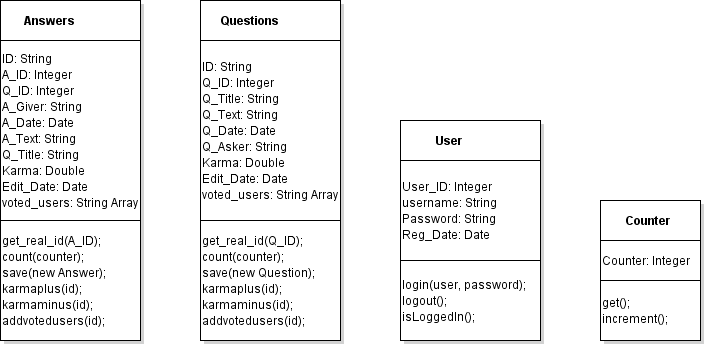 Answers
ID: String
A_ID: Integer
Q_ID: Integer
A_Giver: String
A_Date: Date
A_Text: String
Q_Title: String
Karma: Double
Edit_Date: Date
voted_users: String Array
get_real_id(A_ID);
count(counter);
save(new Answer);
karmaplus(id);
karmaminus(id);
addvotedusers(id);
Questions
ID: String
Q_ID: Integer
Q_Title: String
Q_Text: String
Q_Date: Date
Q_Asker: String
Karma: Double
Edit_Date: Date
voted_users: String Array
get_real_id(Q_ID);
count(counter);
save(new Question);
karmaplus(id);
karmaminus(id);
addvotedusers(id);
User
User_ID: Integer
username: String
Password: String
Reg_Date: Date
login(user, password);
logout();
isLoggedIn();
Counter
Counter: Integer
get();
increment();